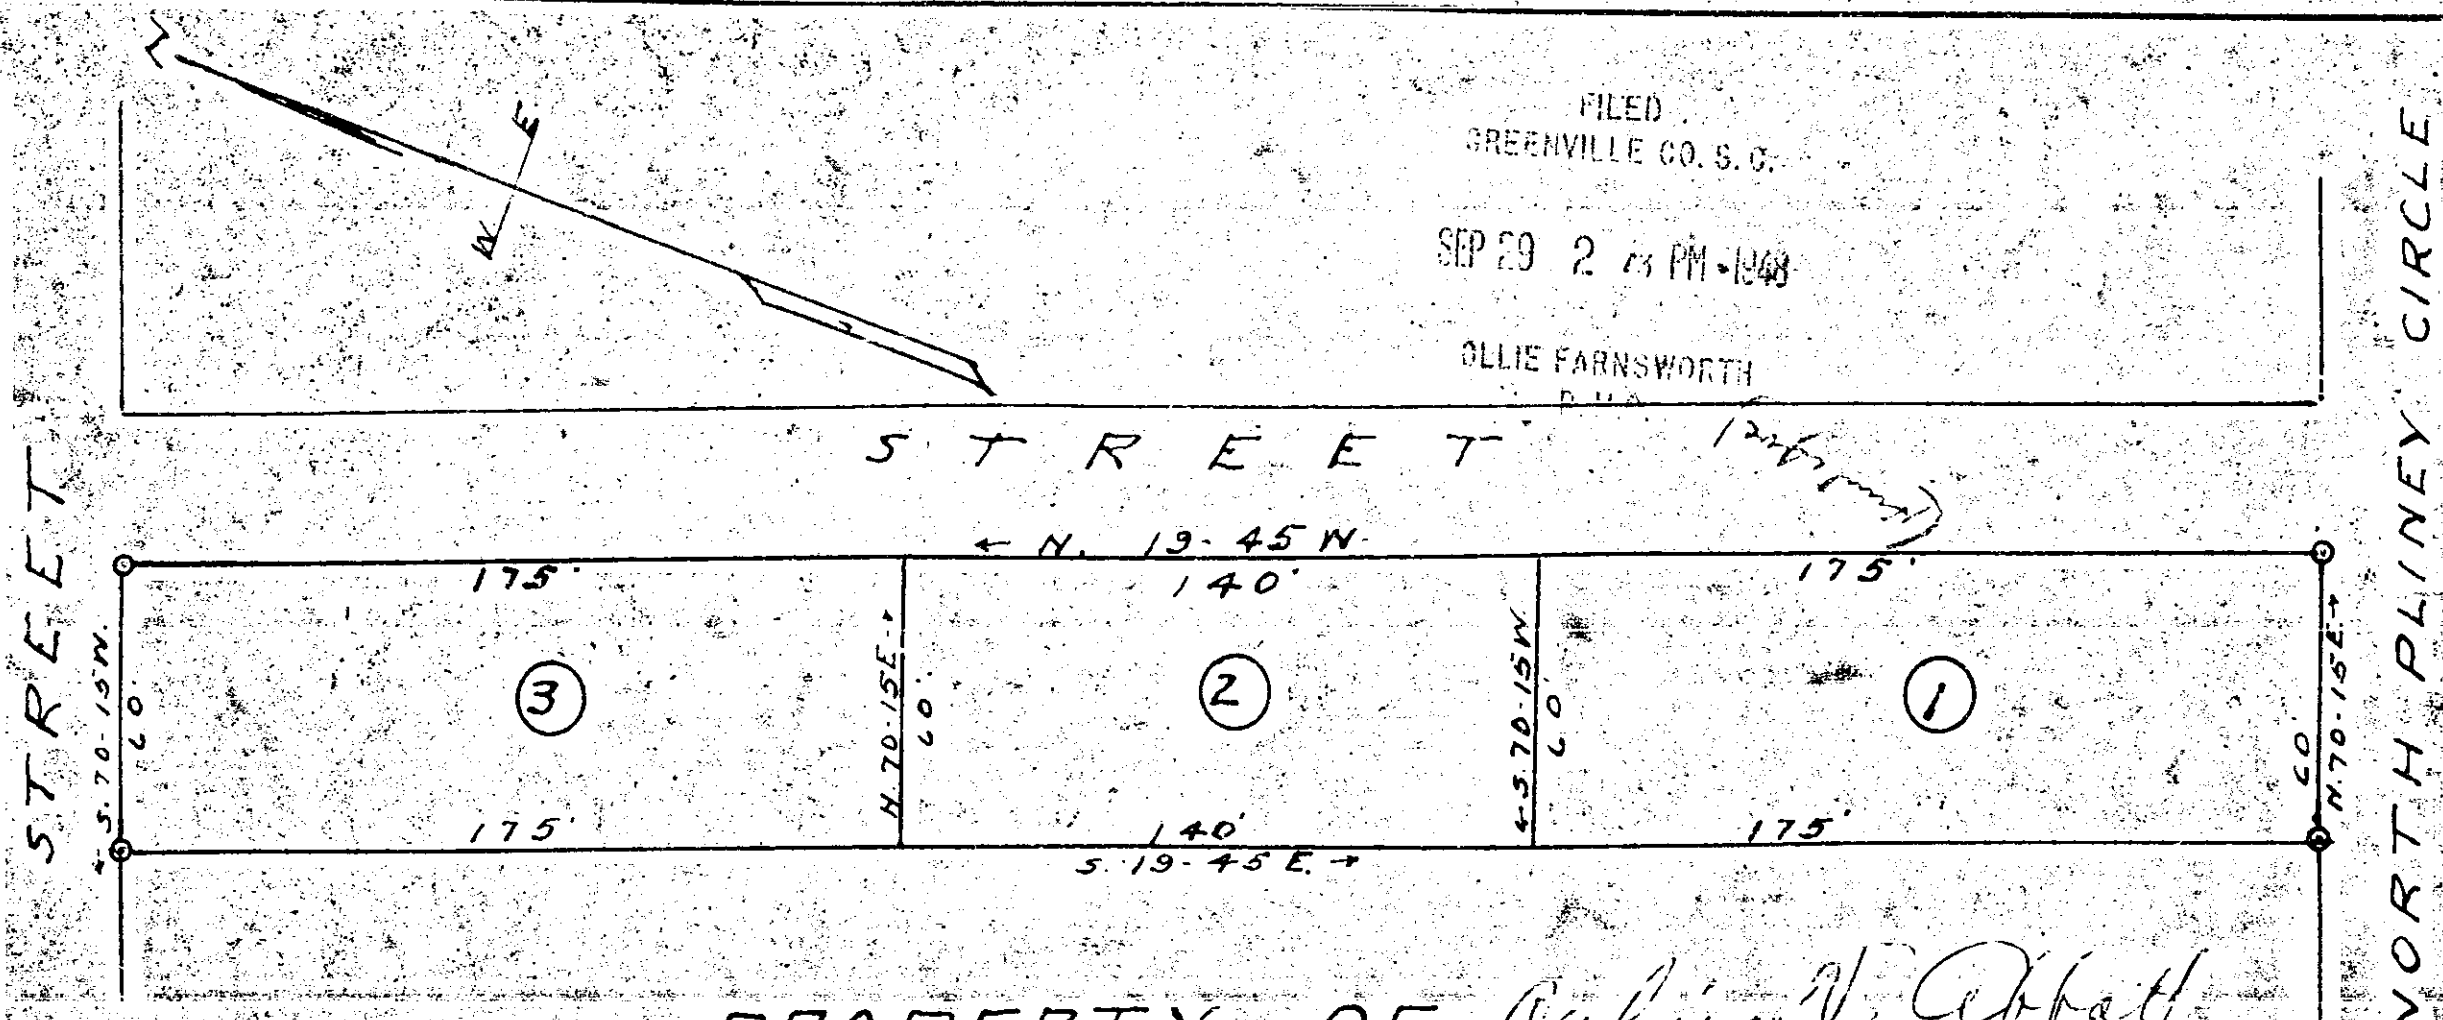 N
E
W
FILED
GREENVILLE CO. S. C.
SEP 29 2 PM 1948
OLLIE FARNSWORTH
STREET
STREET
NORTH PLINEY CIRCLE
← N. 19-45 W.
175'
140'
175'
← S. 70-15 W.
60'
3
N. 70-15 E →
60'
2
← S. 70-15 W
60'
1
60'
N. 70-15 E →
175'
140'
175'
S. 19-45 E. →
PROPERTY OF